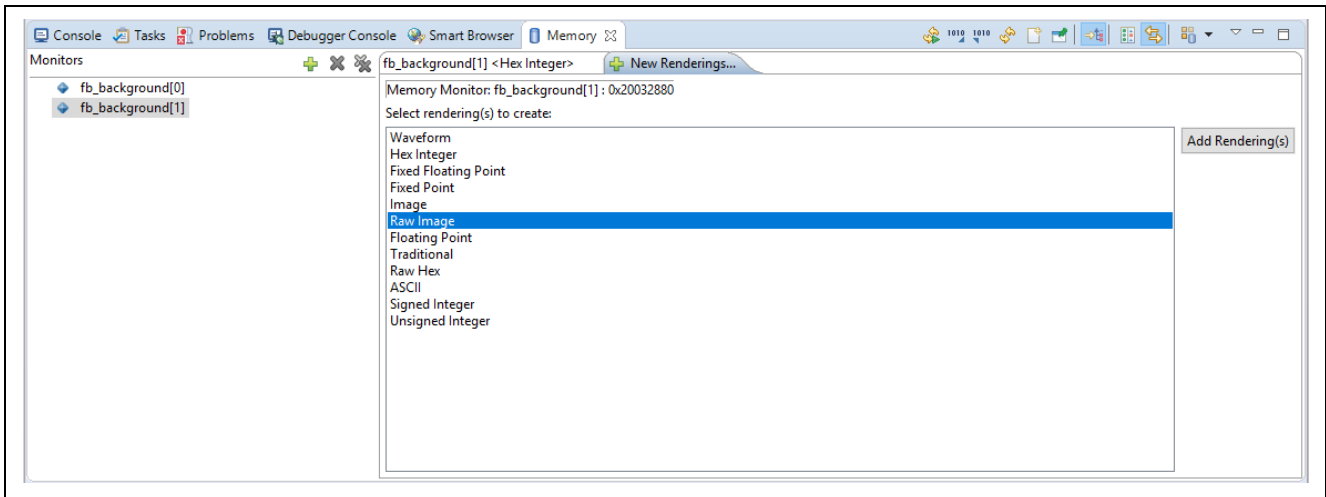 Console Tasks Problems Debugger Console Smart Browser Memory
Monitors
fb_background[0]
fb_background[1]
fb_background[1] <Hex Integer> New Renderings...
Memory Monitor: fb_background[1] : 0x20032880
Select rendering(s) to create:
Waveform
Hex Integer
Fixed Floating Point
Fixed Point
Image
Raw Image
Floating Point
Traditional
Raw Hex
ASCII
Signed Integer
Unsigned Integer
Add Rendering(s)